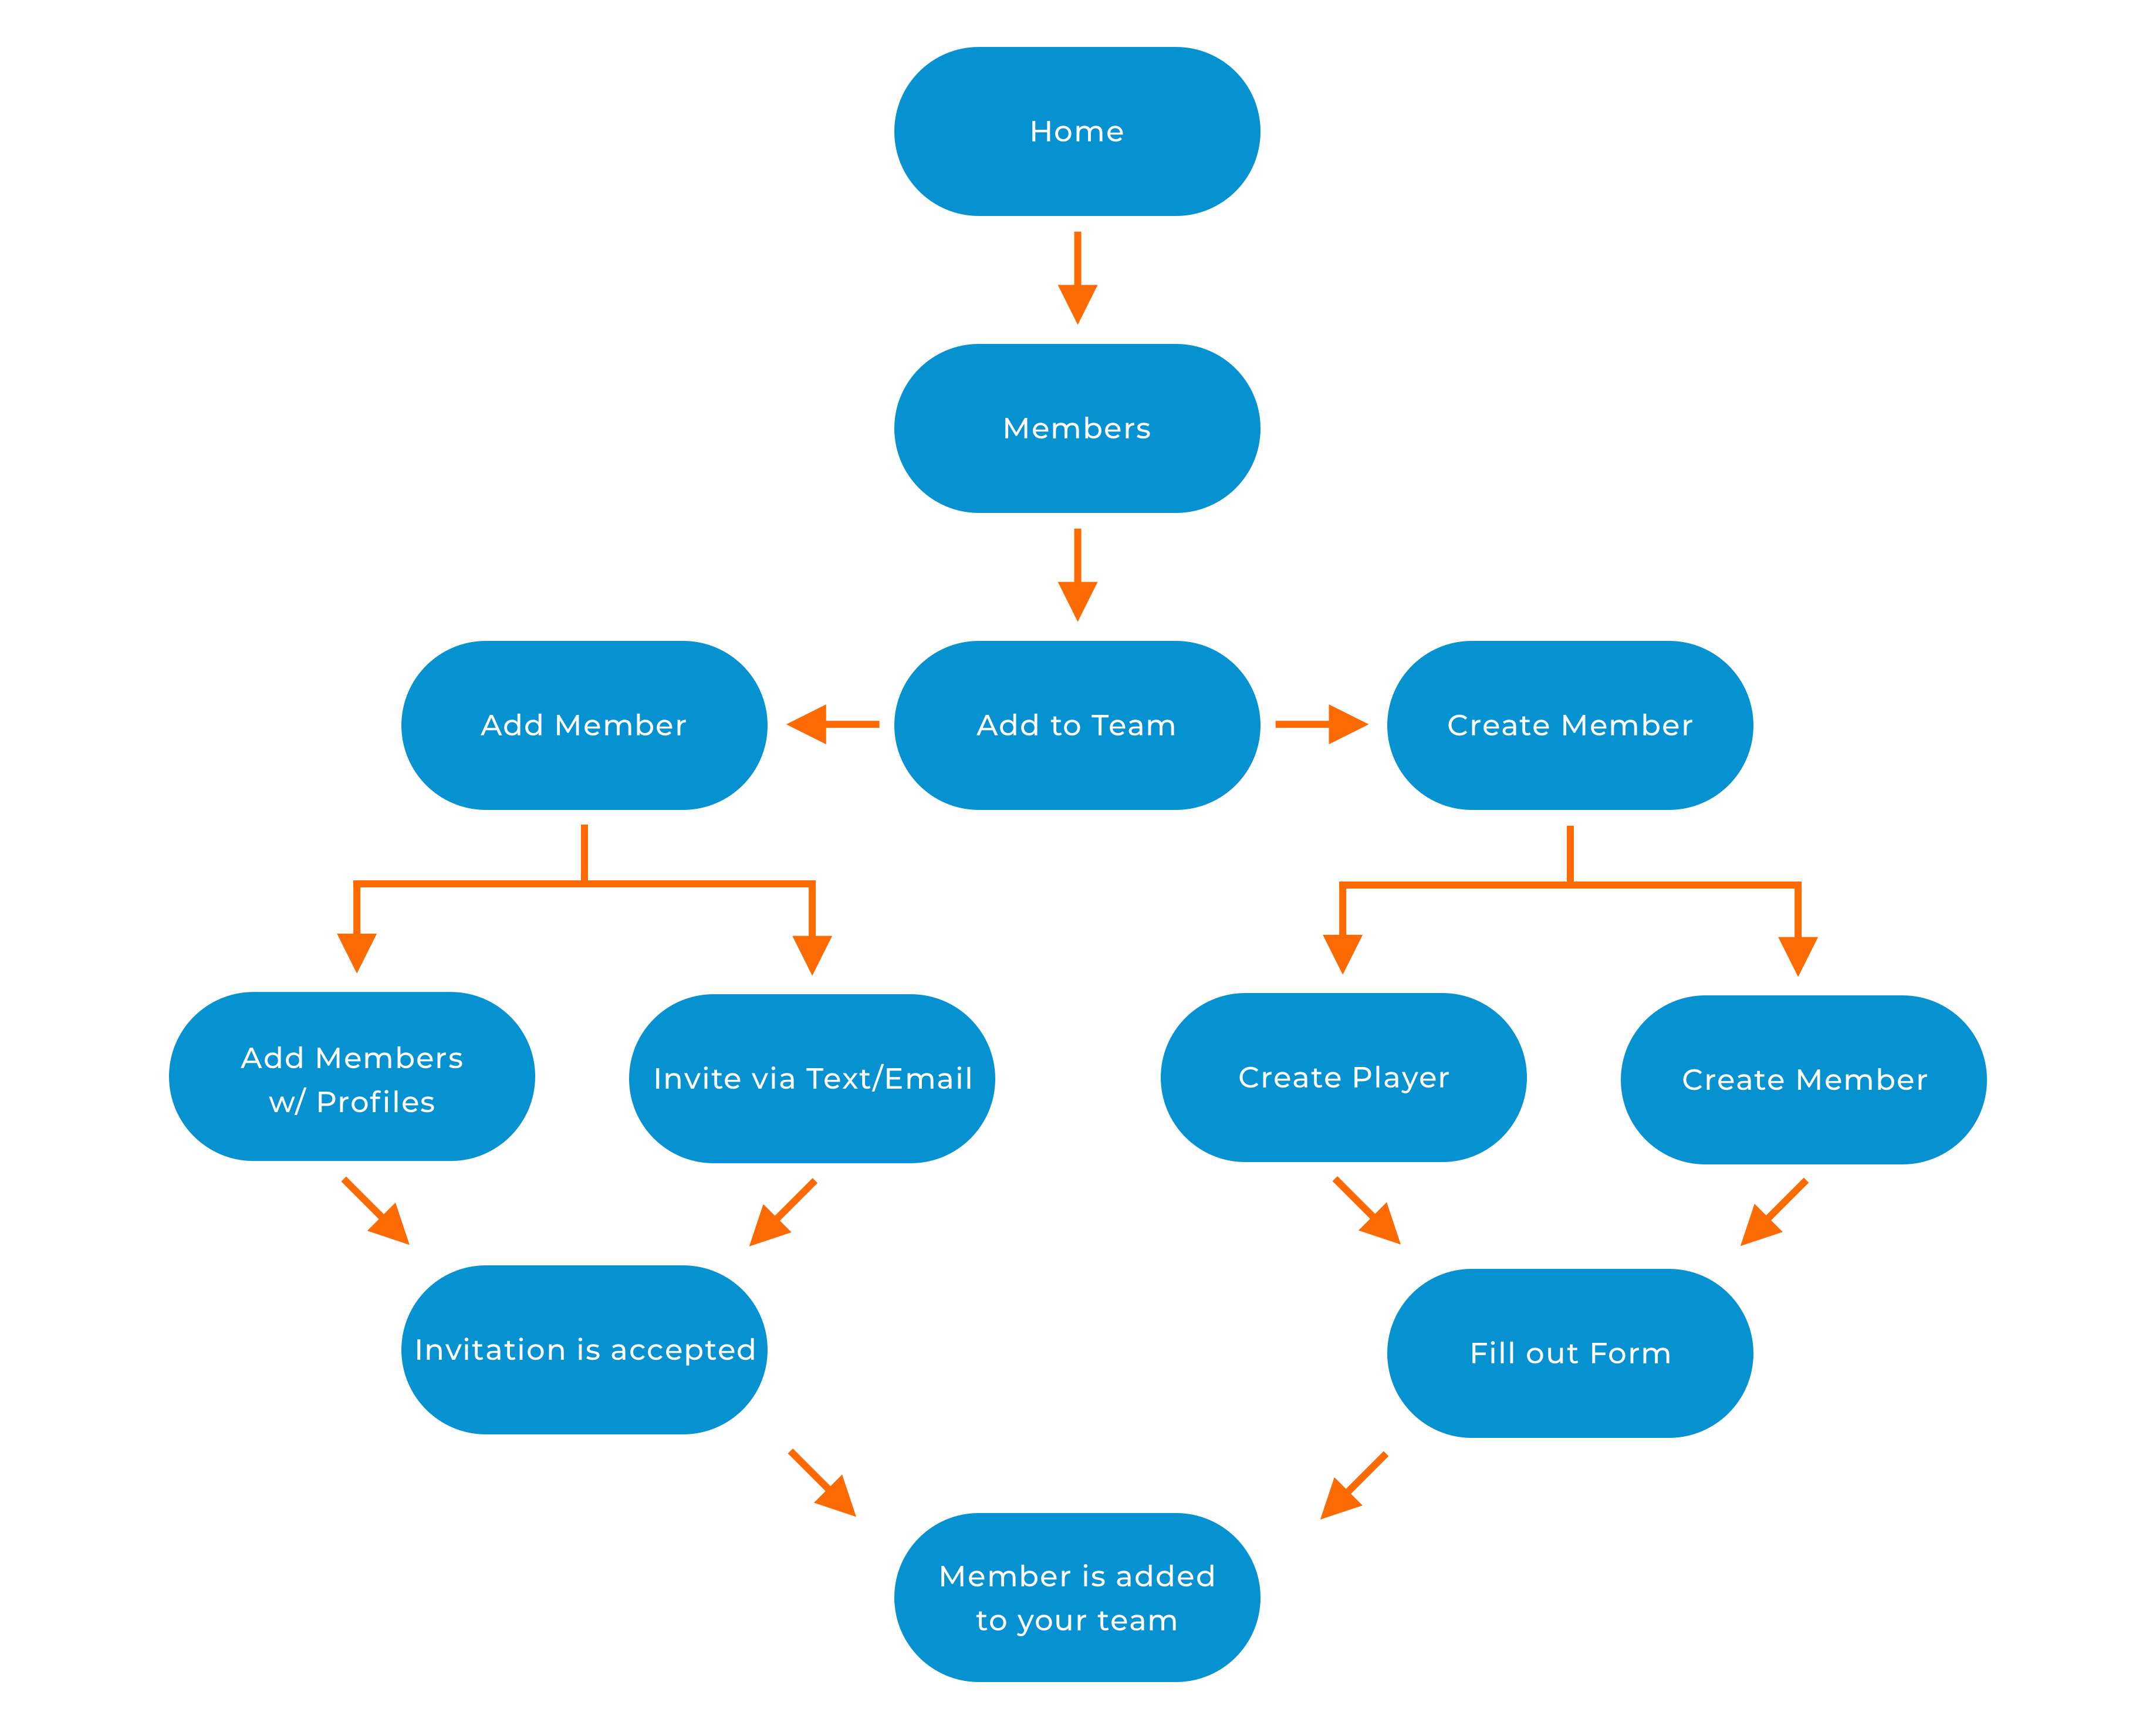 Home
Members
Add Member
Add to Team
Create Member
Add Members
w/ Profiles
Invite via Text/Email
Create Player
Create Member
Invitation is accepted
Fill out Form
Member is added
to your team